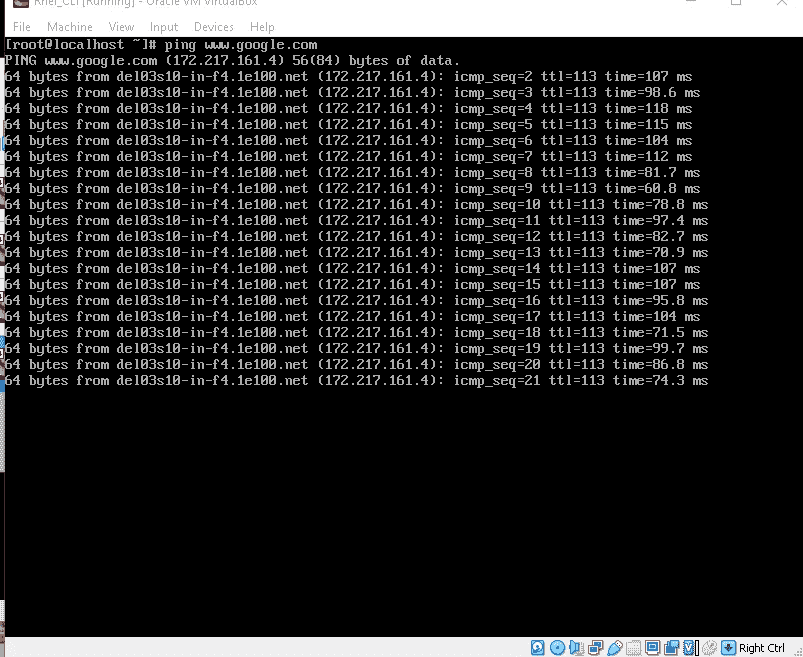 Rhel_CLI [Running] - Oracle VM VirtualBox
File Machine View Input Devices Help
[root@localhost ~]# ping www.google.com
PING www.google.com (172.217.161.4) 56(84) bytes of data.
64 bytes from del03s10-in-f4.1e100.net (172.217.161.4): icmp_seq=2 ttl=113 time=107 ms
64 bytes from del03s10-in-f4.1e100.net (172.217.161.4): icmp_seq=3 ttl=113 time=98.6 ms
64 bytes from del03s10-in-f4.1e100.net (172.217.161.4): icmp_seq=4 ttl=113 time=118 ms
64 bytes from del03s10-in-f4.1e100.net (172.217.161.4): icmp_seq=5 ttl=113 time=115 ms
64 bytes from del03s10-in-f4.1e100.net (172.217.161.4): icmp_seq=6 ttl=113 time=104 ms
64 bytes from del03s10-in-f4.1e100.net (172.217.161.4): icmp_seq=7 ttl=113 time=112 ms
64 bytes from del03s10-in-f4.1e100.net (172.217.161.4): icmp_seq=8 ttl=113 time=81.7 ms
64 bytes from del03s10-in-f4.1e100.net (172.217.161.4): icmp_seq=9 ttl=113 time=60.8 ms
64 bytes from del03s10-in-f4.1e100.net (172.217.161.4): icmp_seq=10 ttl=113 time=78.8 ms
64 bytes from del03s10-in-f4.1e100.net (172.217.161.4): icmp_seq=11 ttl=113 time=97.4 ms
64 bytes from del03s10-in-f4.1e100.net (172.217.161.4): icmp_seq=12 ttl=113 time=82.7 ms
64 bytes from del03s10-in-f4.1e100.net (172.217.161.4): icmp_seq=13 ttl=113 time=70.9 ms
64 bytes from del03s10-in-f4.1e100.net (172.217.161.4): icmp_seq=14 ttl=113 time=107 ms
64 bytes from del03s10-in-f4.1e100.net (172.217.161.4): icmp_seq=15 ttl=113 time=107 ms
64 bytes from del03s10-in-f4.1e100.net (172.217.161.4): icmp_seq=16 ttl=113 time=95.8 ms
64 bytes from del03s10-in-f4.1e100.net (172.217.161.4): icmp_seq=17 ttl=113 time=104 ms
64 bytes from del03s10-in-f4.1e100.net (172.217.161.4): icmp_seq=18 ttl=113 time=71.5 ms
64 bytes from del03s10-in-f4.1e100.net (172.217.161.4): icmp_seq=19 ttl=113 time=99.7 ms
64 bytes from del03s10-in-f4.1e100.net (172.217.161.4): icmp_seq=20 ttl=113 time=86.8 ms
64 bytes from del03s10-in-f4.1e100.net (172.217.161.4): icmp_seq=21 ttl=113 time=74.3 ms
Right Ctrl